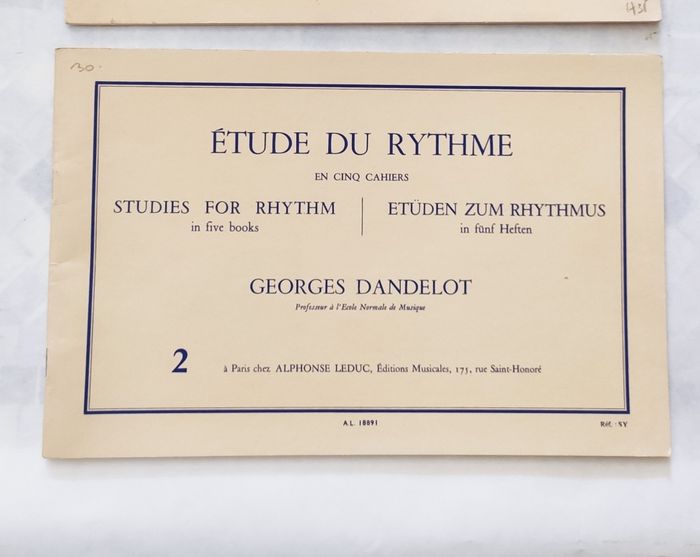 30.
ÉTUDE DU RYTHME
EN CINQ CAHIERS
STUDIES FOR RHYTHM
in five books
ETÜDEN ZUM RHYTHMUS
in fünf Heften
GEORGES DANDELOT
Professeur à l'Ecole Normale de Musique
2
à Paris chez ALPHONSE LEDUC, Éditions Musicales, 175, rue Saint-Honoré
A.L. 18891